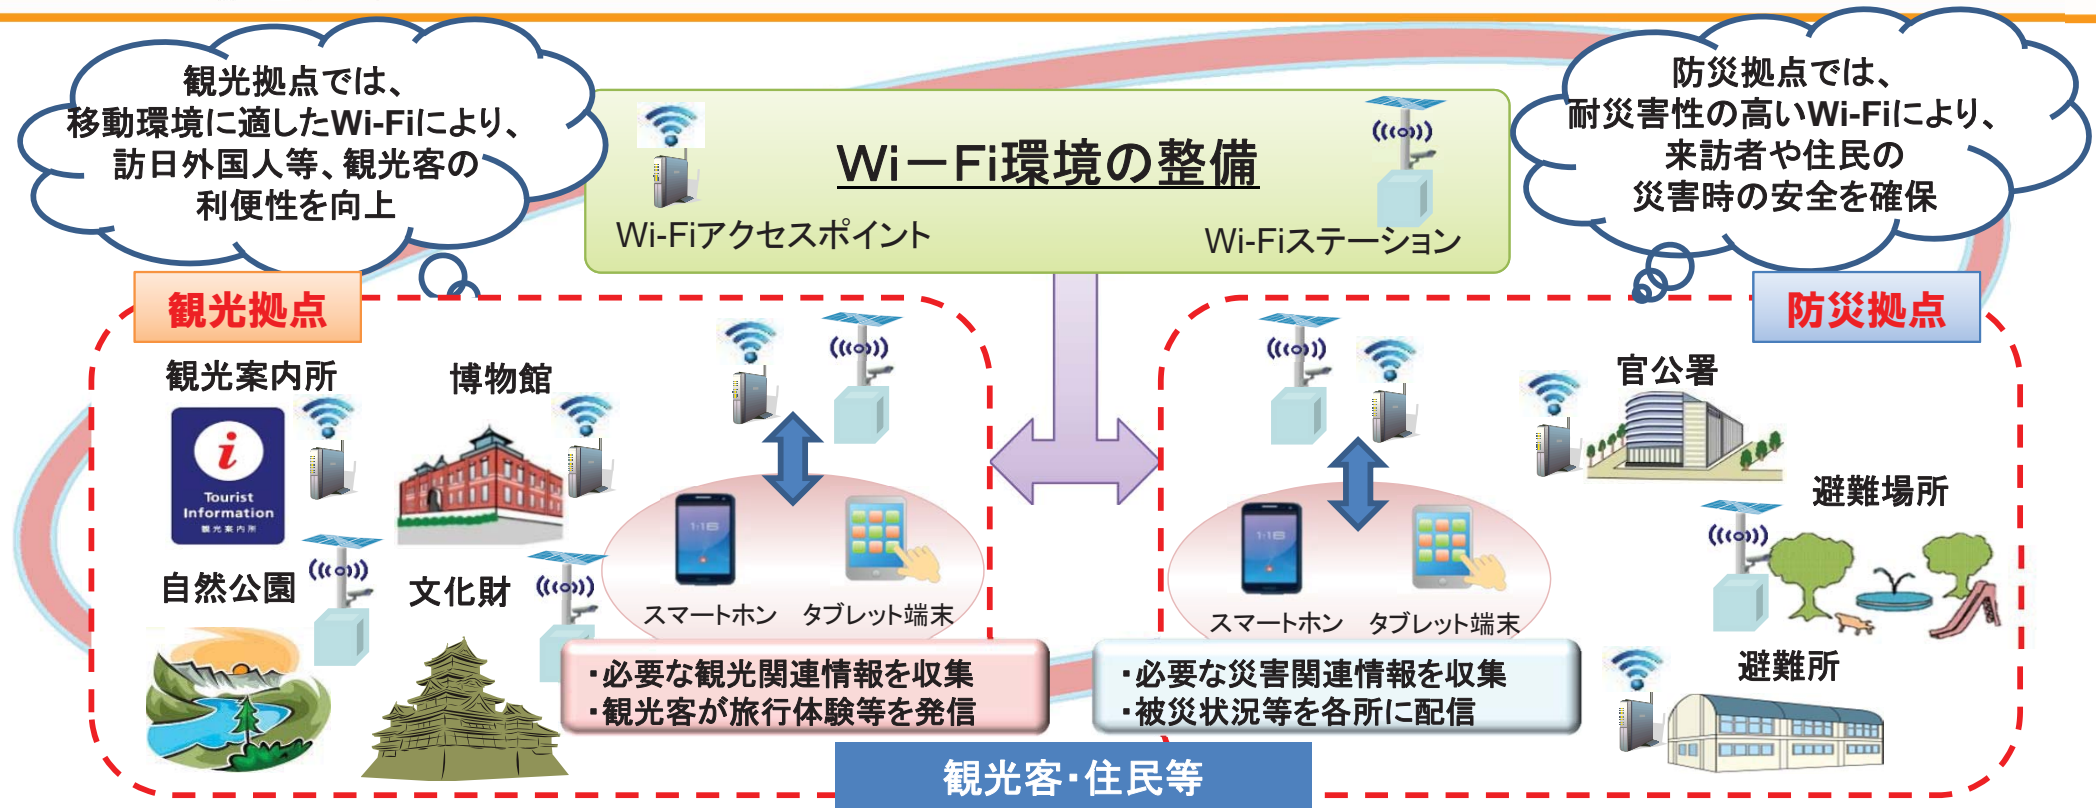 観光拠点では、
移動環境に適したWi-Fiにより、
訪日外国人等、観光客の
利便性を向上
Wi－Fi環境の整備
Wi-Fiアクセスポイント
Wi-Fiステーション
防災拠点では、
耐災害性の高いWi-Fiにより、
来訪者や住民の
災害時の安全を確保
観光拠点
観光案内所
博物館
Tourist
Information
観光案内所
自然公園
文化財
1:16
スマートホン
タブレット端末
・必要な観光関連情報を収集
・観光客が旅行体験等を発信
防災拠点
官公署
避難場所
避難所
1:16
スマートホン
タブレット端末
・必要な災害関連情報を収集
・被災状況等を各所に配信
観光客・住民等